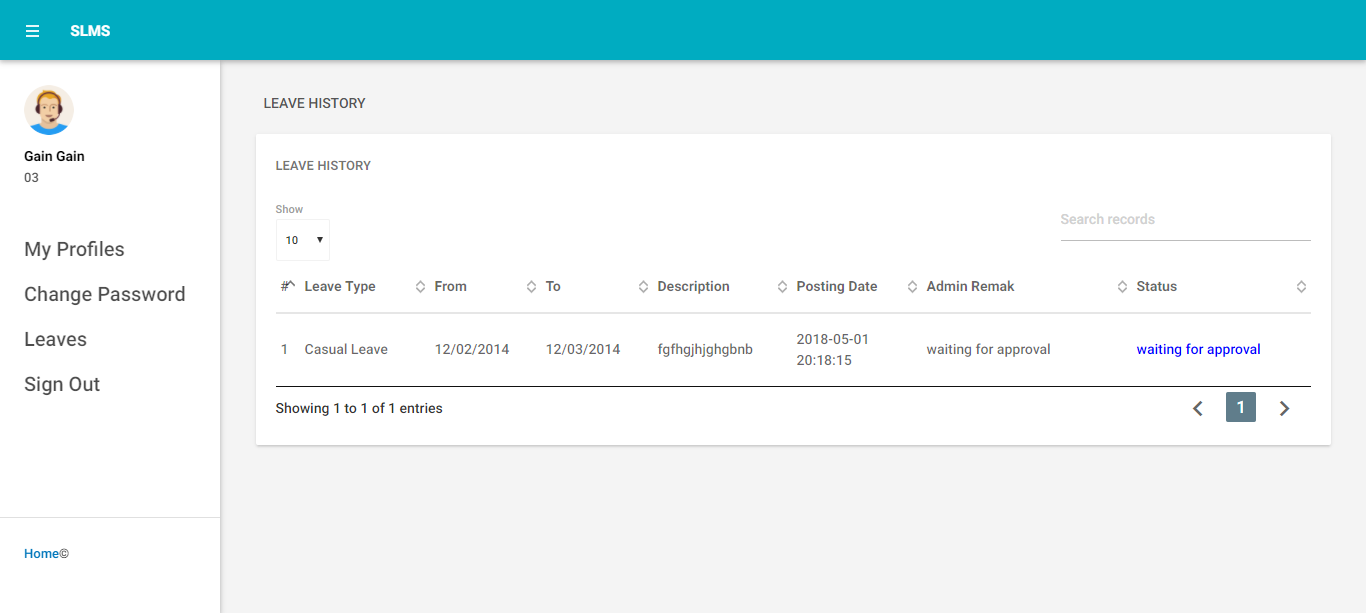 SLMS
Gain Gain
03
My Profiles
Change Password
Leaves
Sign Out
Home©
LEAVE HISTORY
LEAVE HISTORY
Show
10
Search records
# Leave Type From To Description Posting Date Admin Remak Status
1 Casual Leave 12/02/2014 12/03/2014 fgfhgjhjghgbnb 2018-05-01 20:18:15 waiting for approval waiting for approval
Showing 1 to 1 of 1 entries
1